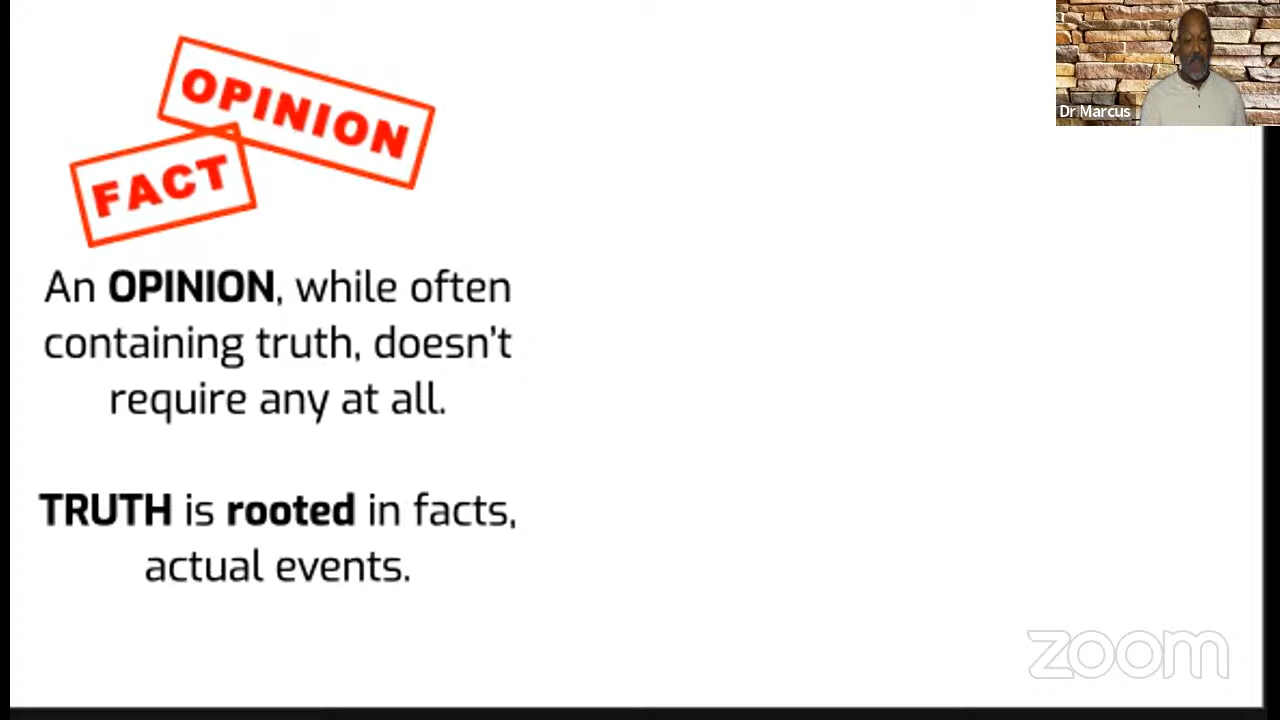 OPINION
FACT
An OPINION, while often
containing truth, doesn't
require any at all.
TRUTH is rooted in facts,
actual events.
Dr Marcus
zoom